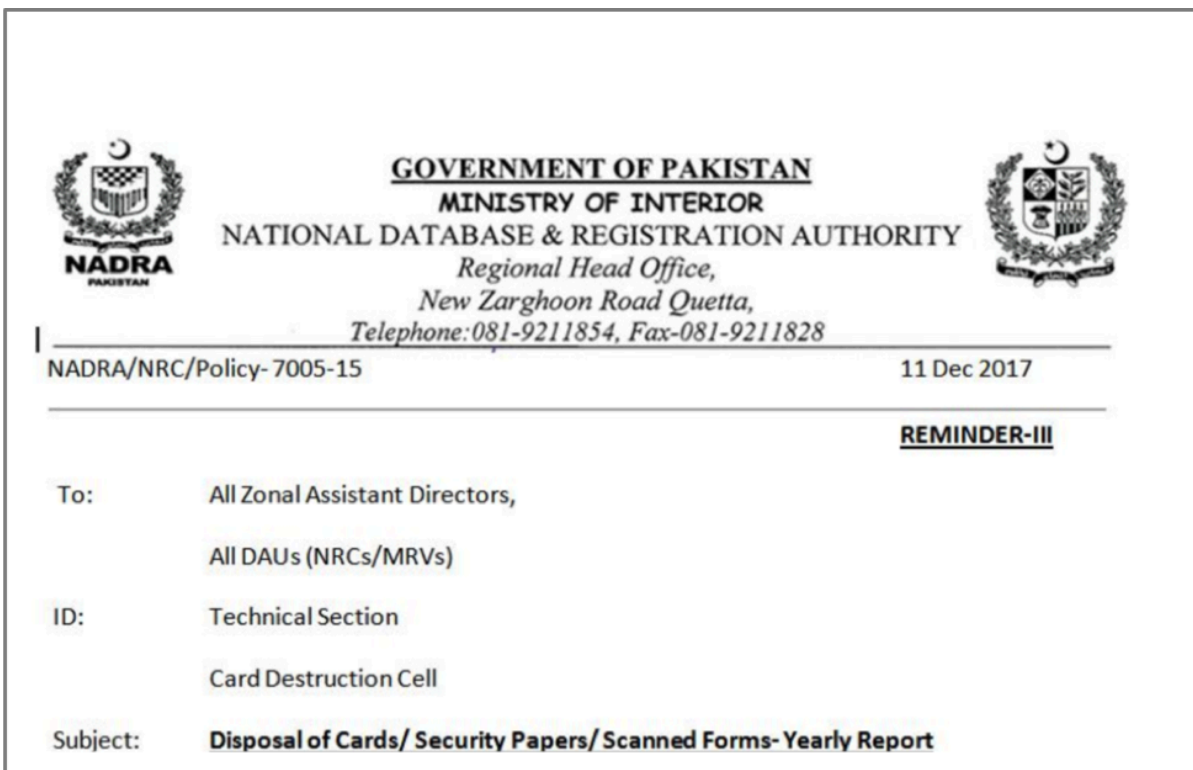 GOVERNMENT OF PAKISTAN
MINISTRY OF INTERIOR
NATIONAL DATABASE & REGISTRATION AUTHORITY
Regional Head Office,
New Zarghoon Road Quetta,
Telephone:081-9211854, Fax-081-9211828
NADRA
PAKISTAN
NADRA/NRC/Policy-7005-15 11 Dec 2017
REMINDER-III
To: All Zonal Assistant Directors,
All DAUs (NRCs/MRVs)
ID: Technical Section
Card Destruction Cell
Subject: Disposal of Cards/ Security Papers/ Scanned Forms- Yearly Report